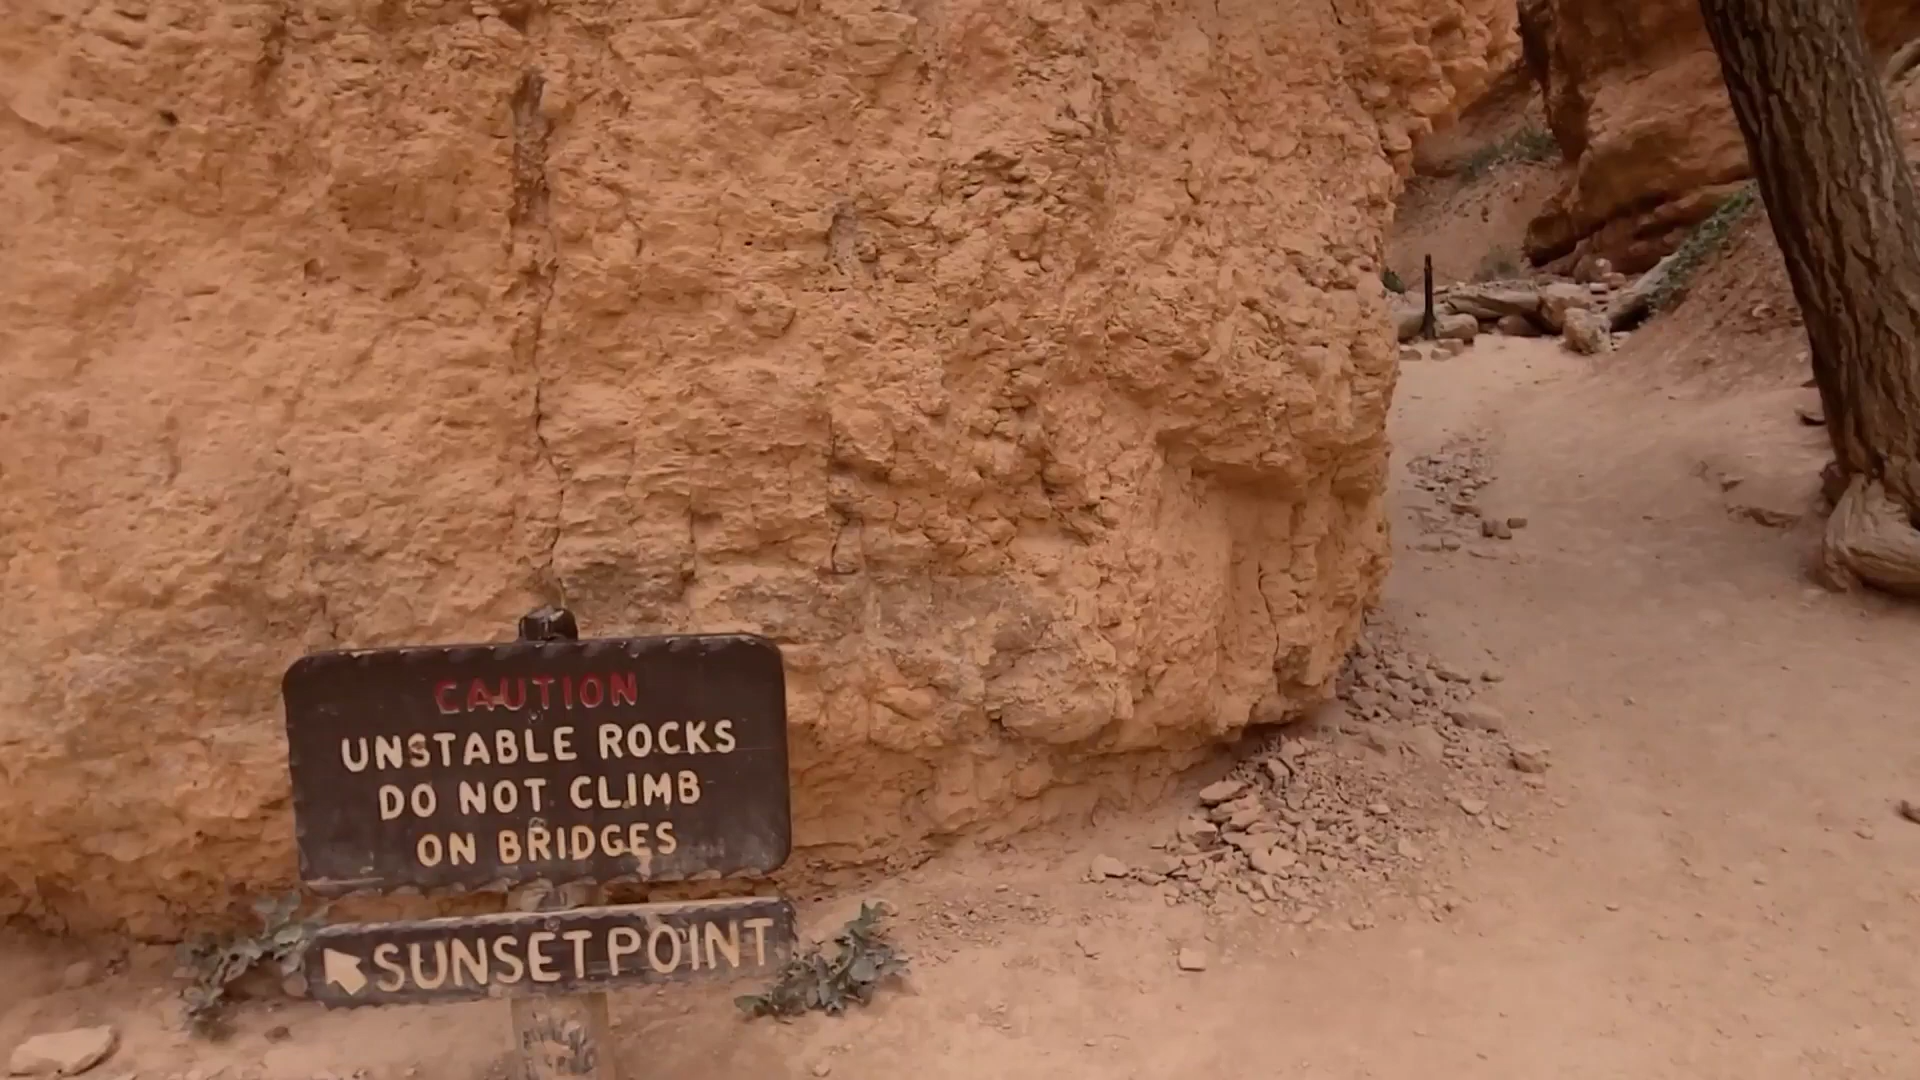 CAUTION
UNSTABLE ROCKS
DO NOT CLIMB
ON BRIDGES
SUNSET POINT